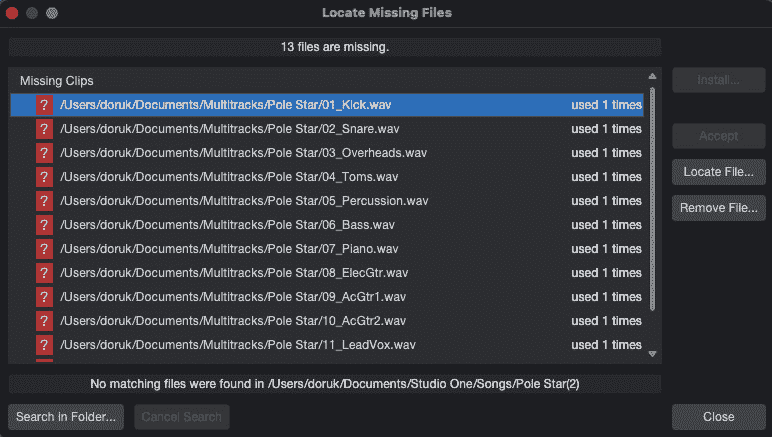 Locate Missing Files
13 files are missing.
Missing Clips
Install...
? /Users/doruk/Documents/Multitracks/Pole Star/01_Kick.wav used 1 times
? /Users/doruk/Documents/Multitracks/Pole Star/02_Snare.wav used 1 times
Accept
? /Users/doruk/Documents/Multitracks/Pole Star/03_Overheads.wav used 1 times
? /Users/doruk/Documents/Multitracks/Pole Star/04_Toms.wav used 1 times
Locate File...
? /Users/doruk/Documents/Multitracks/Pole Star/05_Percussion.wav used 1 times
Remove File...
? /Users/doruk/Documents/Multitracks/Pole Star/06_Bass.wav used 1 times
? /Users/doruk/Documents/Multitracks/Pole Star/07_Piano.wav used 1 times
? /Users/doruk/Documents/Multitracks/Pole Star/08_ElecGtr.wav used 1 times
? /Users/doruk/Documents/Multitracks/Pole Star/09_AcGtr1.wav used 1 times
? /Users/doruk/Documents/Multitracks/Pole Star/10_AcGtr2.wav used 1 times
? /Users/doruk/Documents/Multitracks/Pole Star/11_LeadVox.wav used 1 times
No matching files were found in /Users/doruk/Documents/Studio One/Songs/Pole Star(2)
Search in Folder... Cancel Search Close